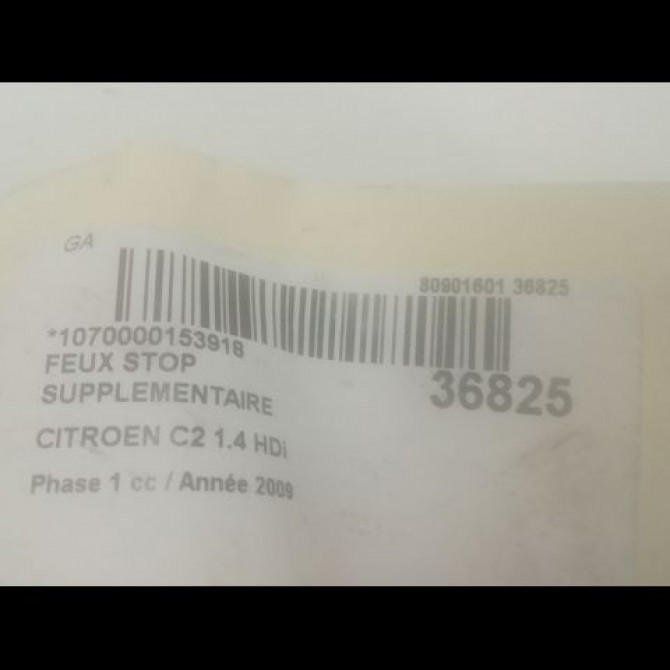 GA
80901601 36825
*1070000153918
FEUX STOP
SUPPLEMENTAIRE
36825
CITROEN C2 1.4 HDi
Phase 1 cc / Année 2009